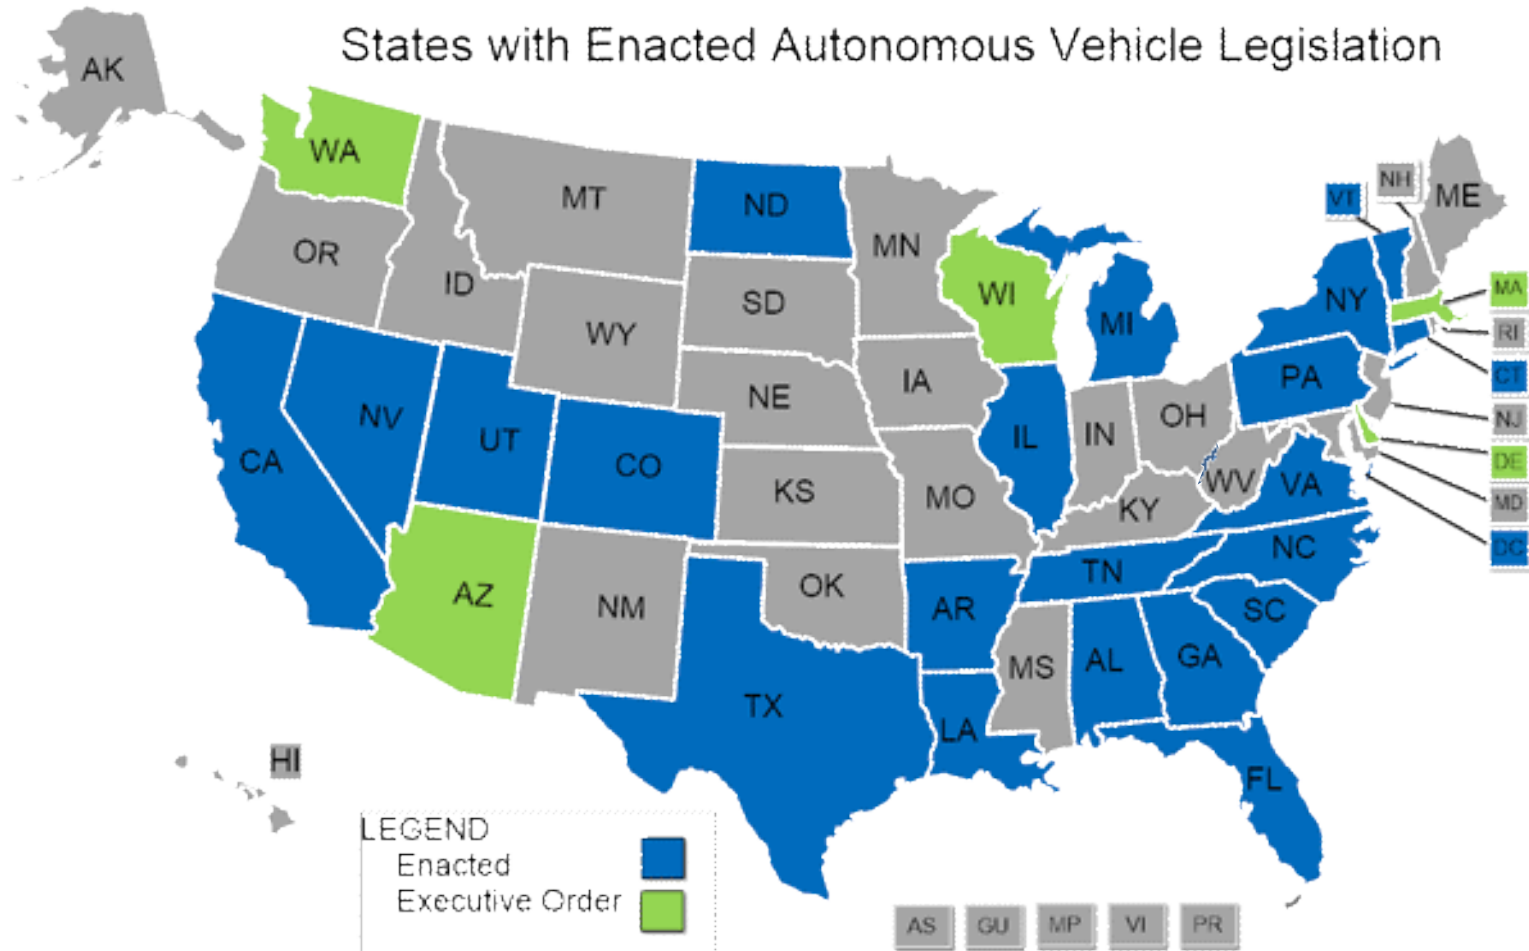 States with Enacted Autonomous Vehicle Legislation
AK
WA
MT
ND
MN
VT
NH
ME
OR
ID
SD
WI
MI
NY
MA
WY
RI
IA
PA
CT
NE
NV
UT
CO
IL
IN
OH
NJ
CA
KS
MO
WV
VA
DE
KY
MD
NC
DC
AZ
NM
OK
TN
AR
SC
MS
AL
GA
TX
LA
HI
FL
LEGEND
Enacted
Executive Order
AS GU MP VI PR